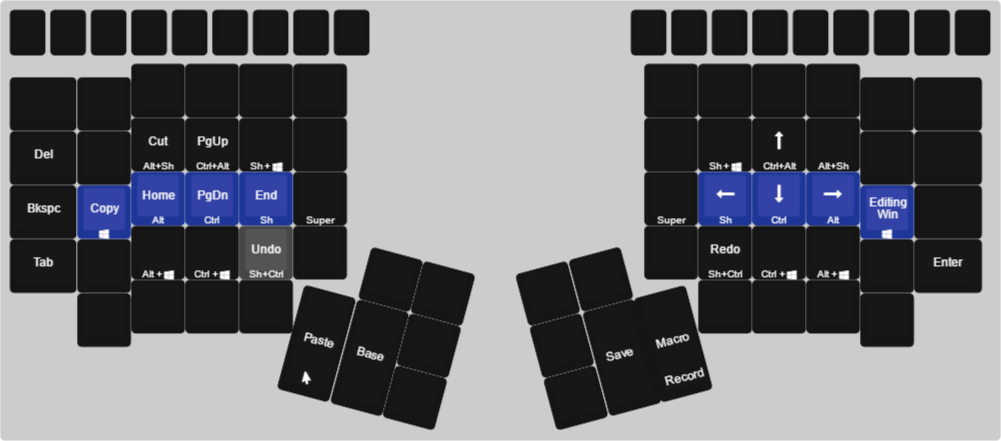 Cut
PgUp
↑
Del
Alt+Sh
Ctrl+Alt
Sh+
Sh+
Ctrl+Alt
Alt+Sh
Bkspc
Copy
Home
PgDn
End
←
↓
→
Editing
Win
Alt
Ctrl
Sh
Super
Super
Sh
Ctrl
Alt
Tab
Undo
Redo
Enter
Alt +
Ctrl +
Sh+Ctrl
Sh+Ctrl
Ctrl +
Alt +
Paste
Base
Save
Macro
Record